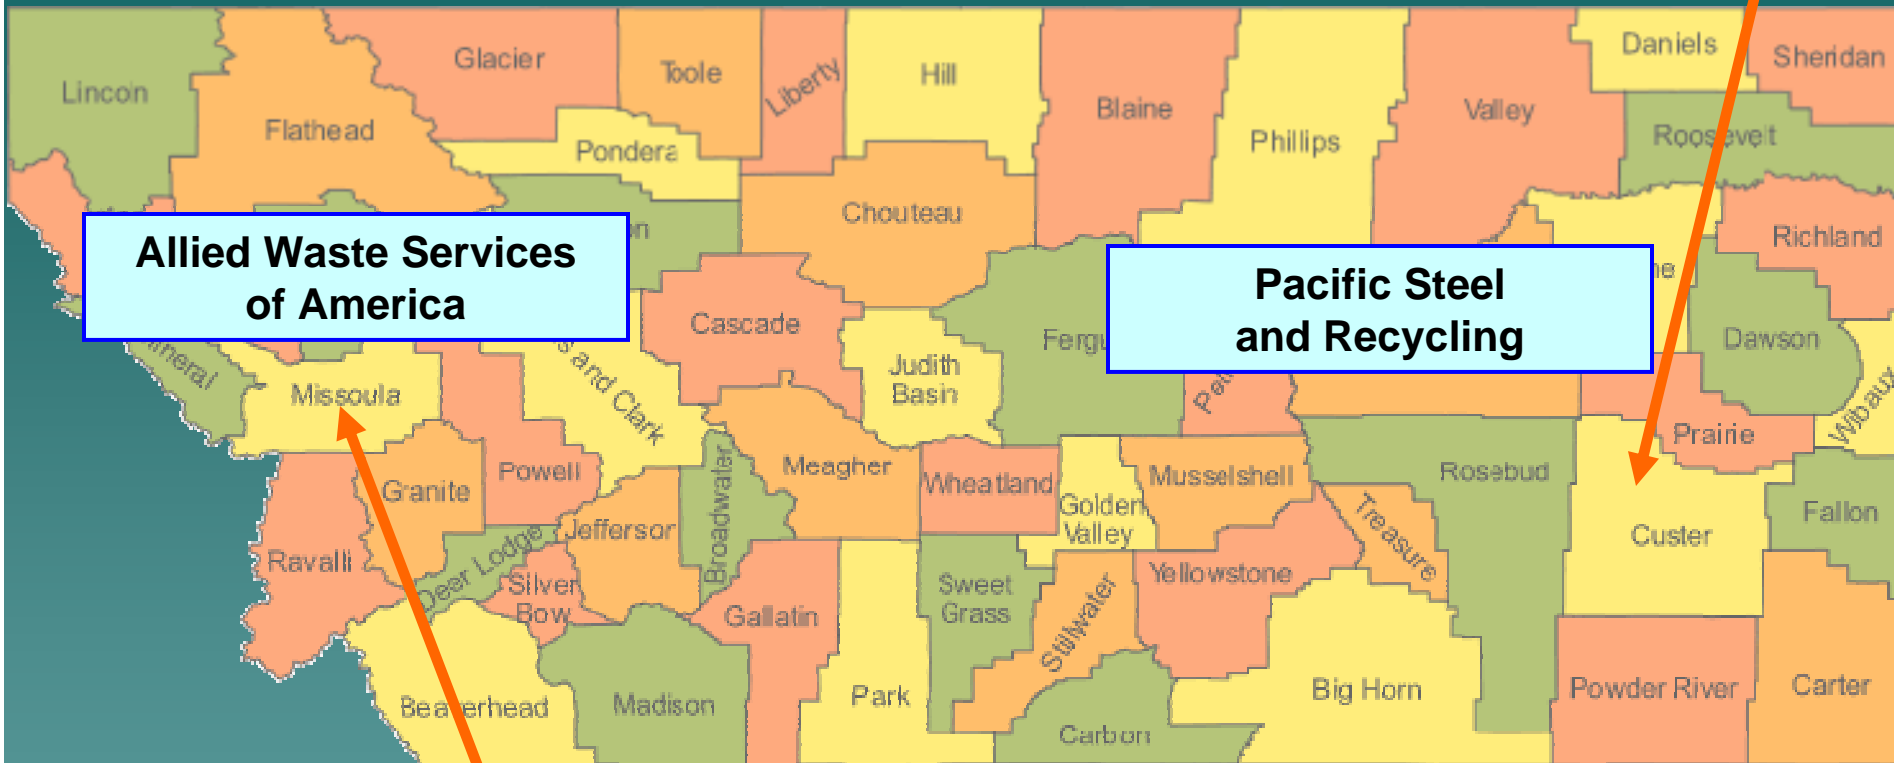 Lincoln
Flathead
Glacier
Toole
Liberty
Hill
Blaine
Phillips
Valley
Daniels
Sheridan
Roosevelt
Pondera
Chouteau
Richland
Allied Waste Services
of America
Pacific Steel
and Recycling
Cascade
Judith
Basin
Dawson
Wibaux
Missoula
and Clark
Prairie
Powell
Granite
Meagher
Broadwater
Wheatland
Golden
Valley
Musselshell
Treasure
Rosebud
Custer
Fallon
Ravalli
Deer Lodge
Silver
Bow
Jefferson
Gallatin
Sweet
Grass
Stillwater
Yellowstone
Beaverhead
Madison
Park
Carbon
Big Horn
Powder River
Carter